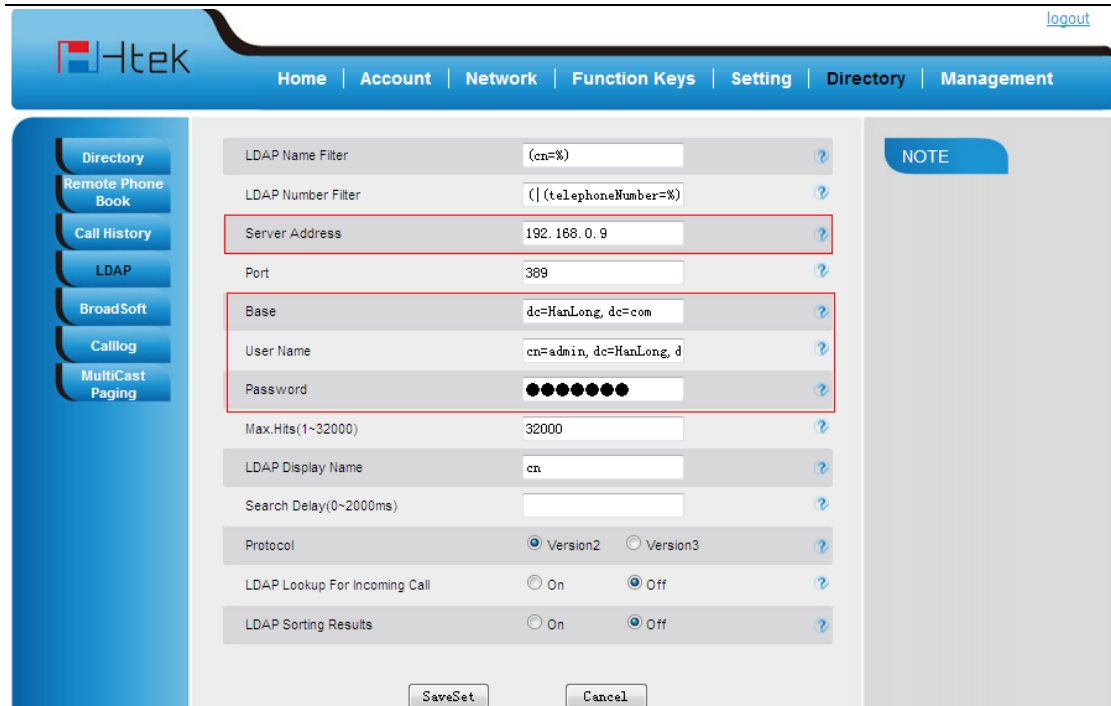 logout
Htek
Home | Account | Network | Function Keys | Setting | Directory | Management
Directory
Remote Phone
Book
Call History
LDAP
BroadSoft
Calllog
MultiCast
Paging
LDAP Name Filter (cn=%)
LDAP Number Filter (|(telephoneNumber=%)
Server Address 192.168.0.9
Port 389
Base dc=HanLong,dc=com
User Name cn=admin,dc=HanLong,d
Password ●●●●●●●
Max.Hits(1~32000) 32000
LDAP Display Name cn
Search Delay(0~2000ms)
Protocol Version2 Version3
LDAP Lookup For Incoming Call On Off
LDAP Sorting Results On Off
SaveSet Cancel
NOTE